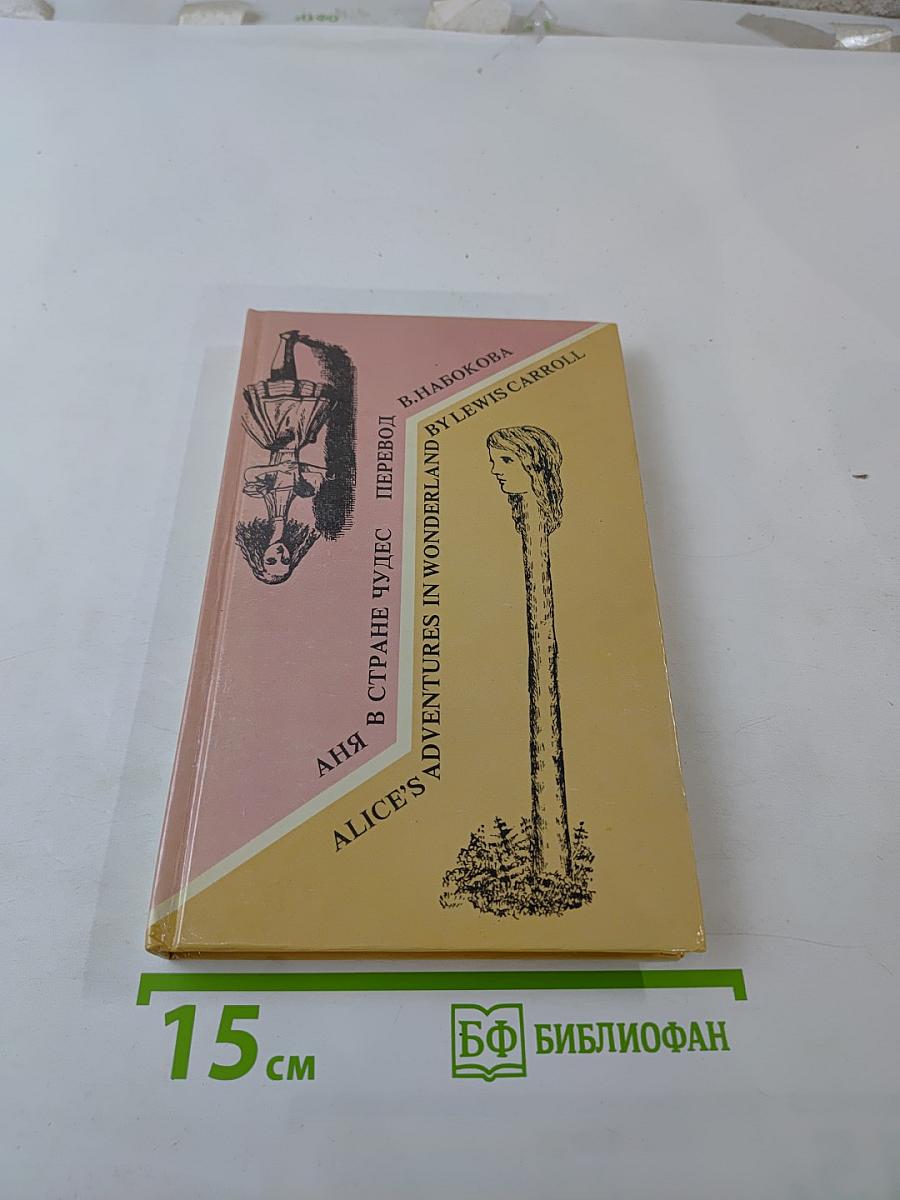 АНЯ В СТРАНЕ ЧУДЕС ПЕРЕВОД В.НАБОКОВА
ALICE'S ADVENTURES IN WONDERLAND BY LEWIS CARROLL
15 см
БФ БИБЛИОФАН